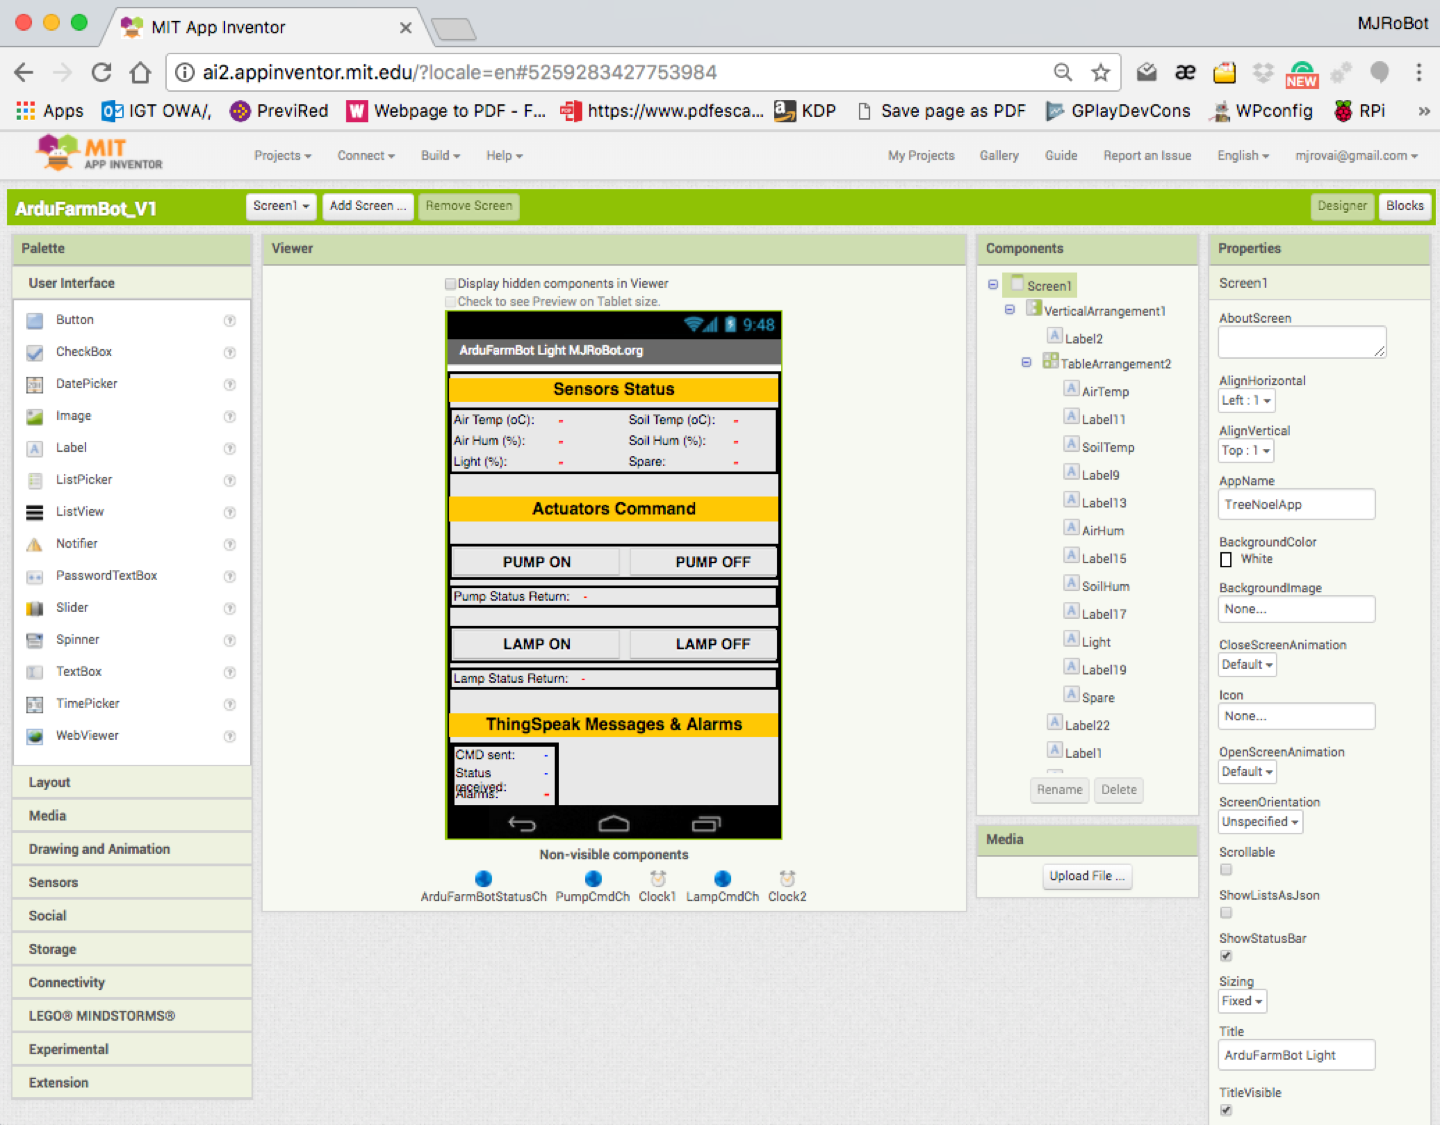 MIT App Inventor
MJRoBot
ai2.appinventor.mit.edu/?locale=en#5259283427753984
NEW
Apps
IGT OWA/,
PreviRed
Webpage to PDF - F...
https://www.pdfesca...
KDP
Save page as PDF
GPlayDevCons
WPconfig
RPi
»
MIT
APP INVENTOR
Projects
Connect
Build
Help
My Projects
Gallery
Guide
Report an Issue
English
mjrovai@gmail.com
ArduFarmBot_V1
Screen1
Add Screen ...
Remove Screen
Designer
Blocks
Palette
User Interface
Button
CheckBox
DatePicker
Image
Label
ListPicker
ListView
Notifier
PasswordTextBox
Slider
Spinner
TextBox
TimePicker
WebViewer
Layout
Media
Drawing and Animation
Sensors
Social
Storage
Connectivity
LEGO® MINDSTORMS®
Experimental
Extension
Viewer
Display hidden components in Viewer
Check to see Preview on Tablet size.
9:48
ArduFarmBot Light MJRoBot.org
Sensors Status
Air Temp (oC): - Soil Temp (oC): -
Air Hum (%): - Soil Hum (%): -
Light (%): - Spare: -
Actuators Command
PUMP ON PUMP OFF
Pump Status Return: -
LAMP ON LAMP OFF
Lamp Status Return: -
ThingSpeak Messages & Alarms
CMD sent: -
Status -
received:
Alarms: -
Non-visible components
ArduFarmBotStatusCh PumpCmdCh Clock1 LampCmdCh Clock2
Components
Screen1
VerticalArrangement1
Label2
TableArrangement2
AirTemp
Label11
SoilTemp
Label9
Label13
AirHum
Label15
SoilHum
Label17
Light
Label19
Spare
Label22
Label1
Rename Delete
Media
Upload File ...
Properties
Screen1
AboutScreen
AlignHorizontal
Left : 1
AlignVertical
Top : 1
AppName
TreeNoelApp
BackgroundColor
White
BackgroundImage
None...
CloseScreenAnimation
Default
Icon
None...
OpenScreenAnimation
Default
ScreenOrientation
Unspecified
Scrollable
ShowListsAsJson
ShowStatusBar
Sizing
Fixed
Title
ArduFarmBot Light
TitleVisible